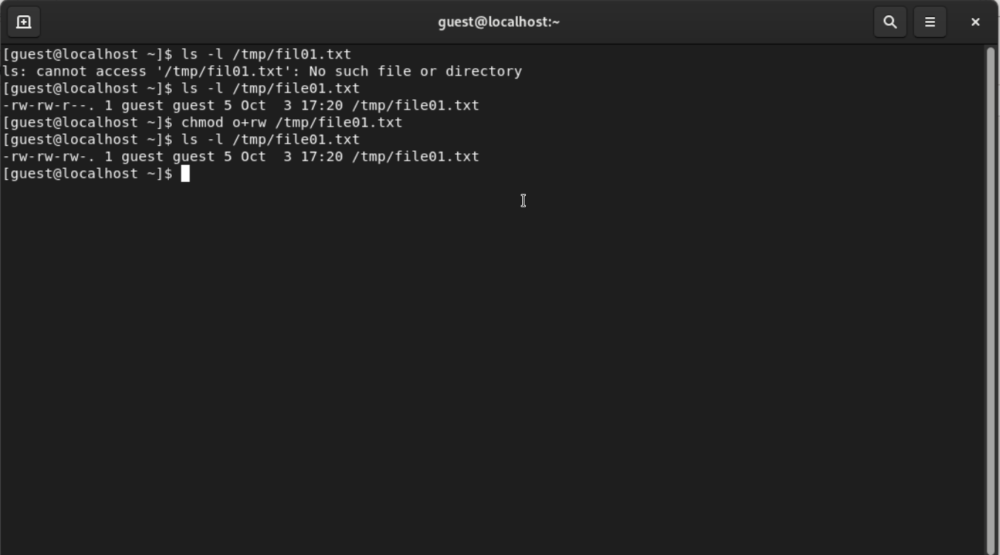 guest@localhost:~
[guest@localhost ~]$ ls -l /tmp/fil01.txt
ls: cannot access '/tmp/fil01.txt': No such file or directory
[guest@localhost ~]$ ls -l /tmp/file01.txt
-rw-rw-r--. 1 guest guest 5 Oct  3 17:20 /tmp/file01.txt
[guest@localhost ~]$ chmod o+rw /tmp/file01.txt
[guest@localhost ~]$ ls -l /tmp/file01.txt
-rw-rw-rw-. 1 guest guest 5 Oct  3 17:20 /tmp/file01.txt
[guest@localhost ~]$